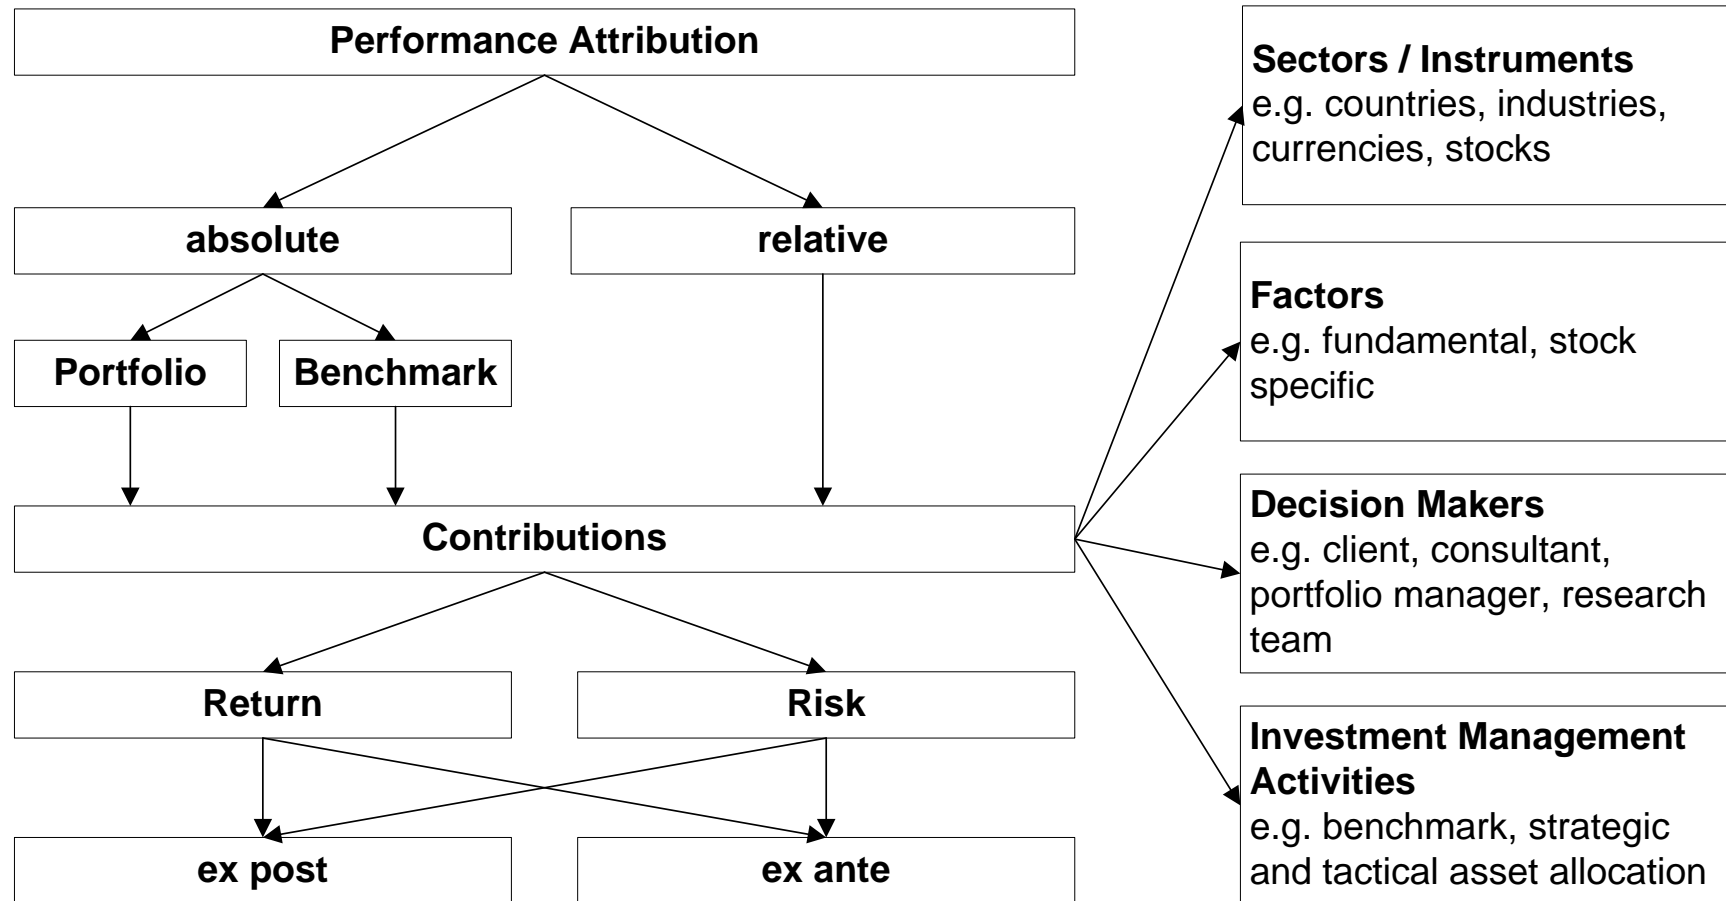 Performance Attribution
absolute
relative
Portfolio
Benchmark
Contributions
Return
Risk
ex post
ex ante
Sectors / Instruments
e.g. countries, industries,
currencies, stocks
Factors
e.g. fundamental, stock
specific
Decision Makers
e.g. client, consultant,
portfolio manager, research
team
Investment Management
Activities
e.g. benchmark, strategic
and tactical asset allocation